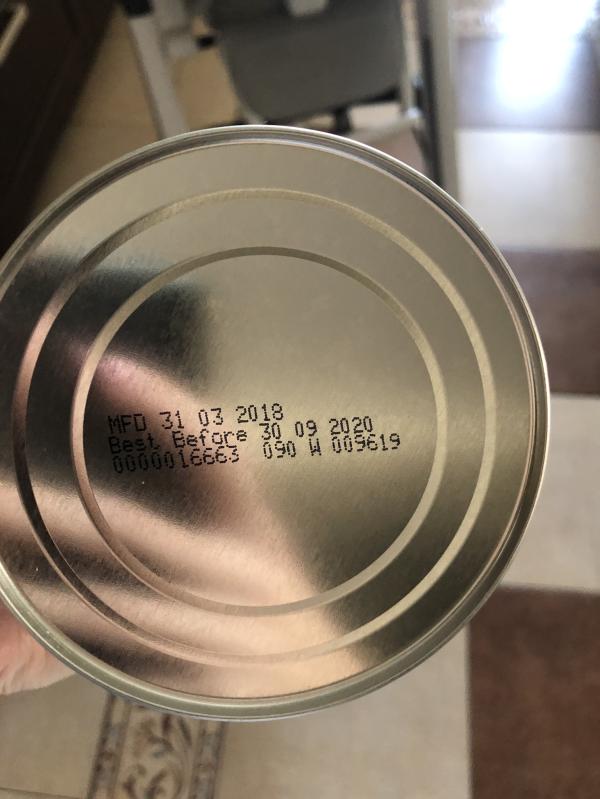 MFD 31 03 2018
Best Before 30 09 2020
0000016663 090 W 009619